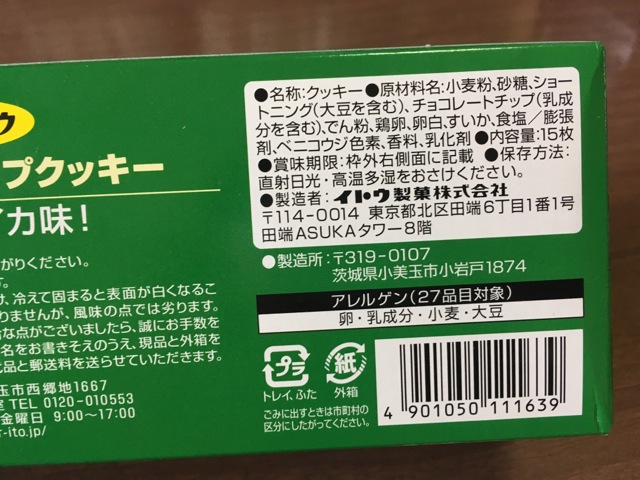 ウ
プクッキー
イカ味!
がりください。
す。
け、冷えて固まると表面が白くなるこ
りませんが、風味の点では劣ります。
な点がございましたら、誠にお手数を
名をお書きそえのうえ、現品と外箱を
品と郵送料を送らせていただきます。
玉市西郷地1667
室 TEL 0120-010553
金曜日 9:00〜17:00
r-ito.jp/
●名称:クッキー●原材料名:小麦粉、砂糖、ショー
トニング(大豆を含む)、チョコレートチップ(乳成
分を含む)、でん粉、鶏卵、卵白、すいか、食塩/膨張
剤、ベニコウジ色素、香料、乳化剤 ●内容量:15枚
●賞味期限:枠外右側面に記載 ●保存方法:
直射日光・高温多湿をおさけください。
イトウ製菓株式会社
〒114-0014 東京都北区田端6丁目1番1号
田端ASUKAタワー8階
●製造所:〒319-0107
茨城県小美玉市小岩戸1874
アレルゲン(27品目対象)
卵・乳成分・小麦・大豆
プラ
トレイ、ふた
紙
外箱
ごみに出すときは市町村の
区分にしたがってください。
4 901050 111639